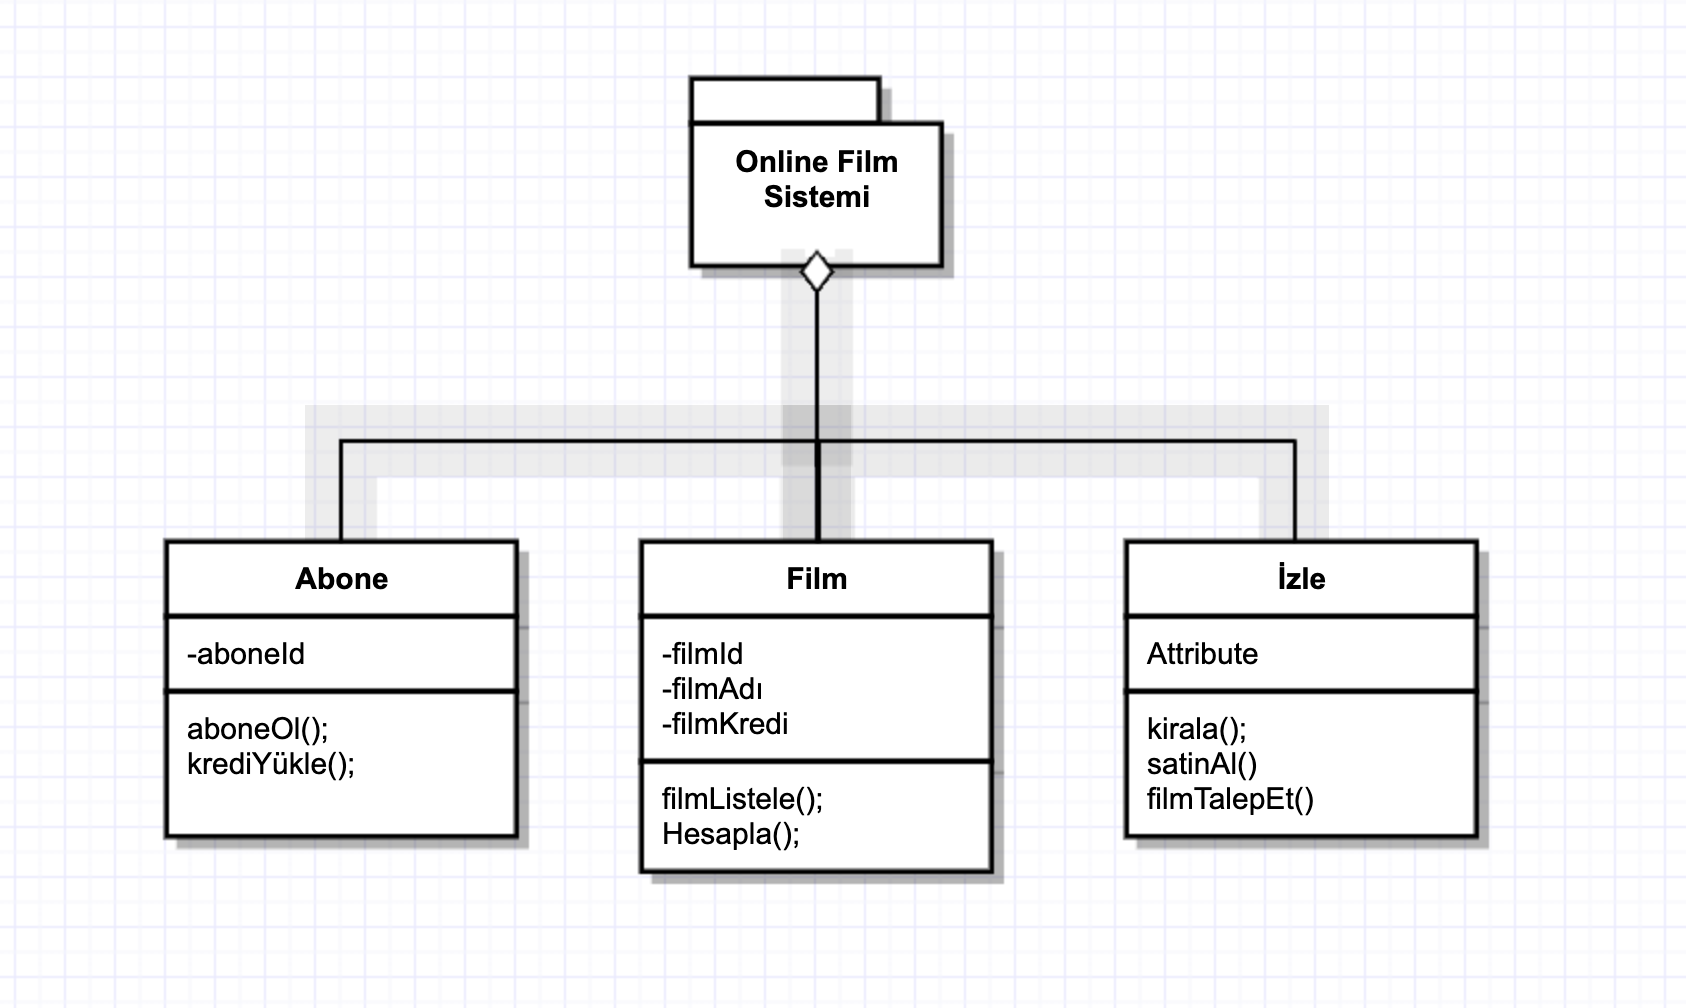 Online Film
Sistemi
Abone
-aboneId
aboneOl();
krediYükle();
Film
-filmId
-filmAdı
-filmKredi
filmListele();
Hesapla();
İzle
Attribute
kirala();
satinAl()
filmTalepEt()